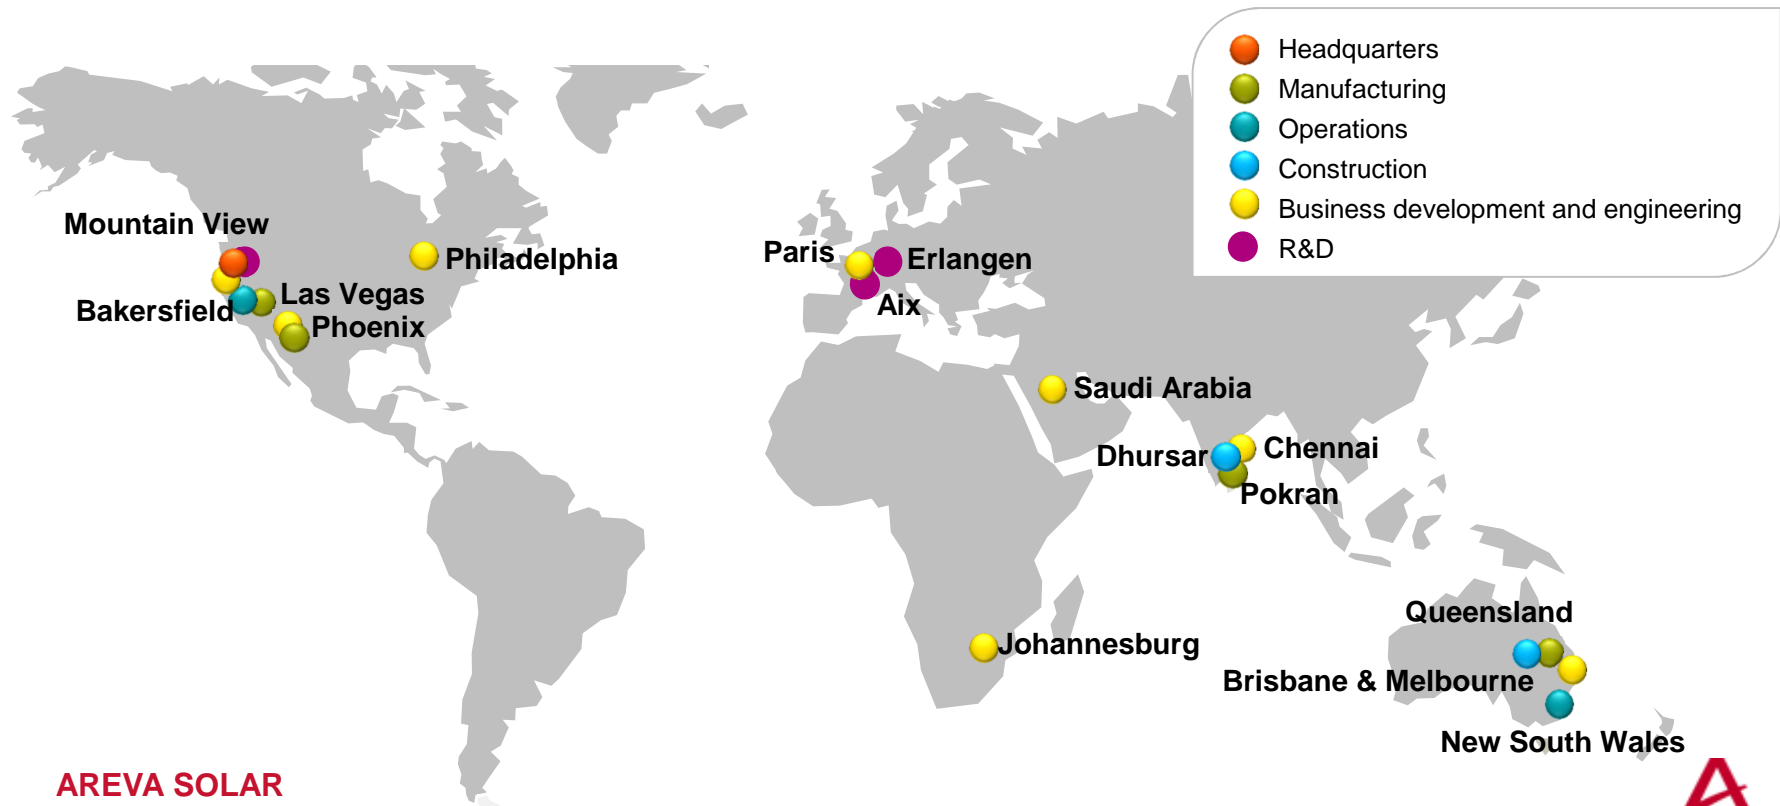 Headquarters
Manufacturing
Operations
Construction
Business development and engineering
R&D
Mountain View
Philadelphia
Paris
Erlangen
Las Vegas
Bakersfield
Phoenix
Aix
Saudi Arabia
Chennai
Dhursar
Pokran
Queensland
Johannesburg
Brisbane & Melbourne
New South Wales
AREVA SOLAR